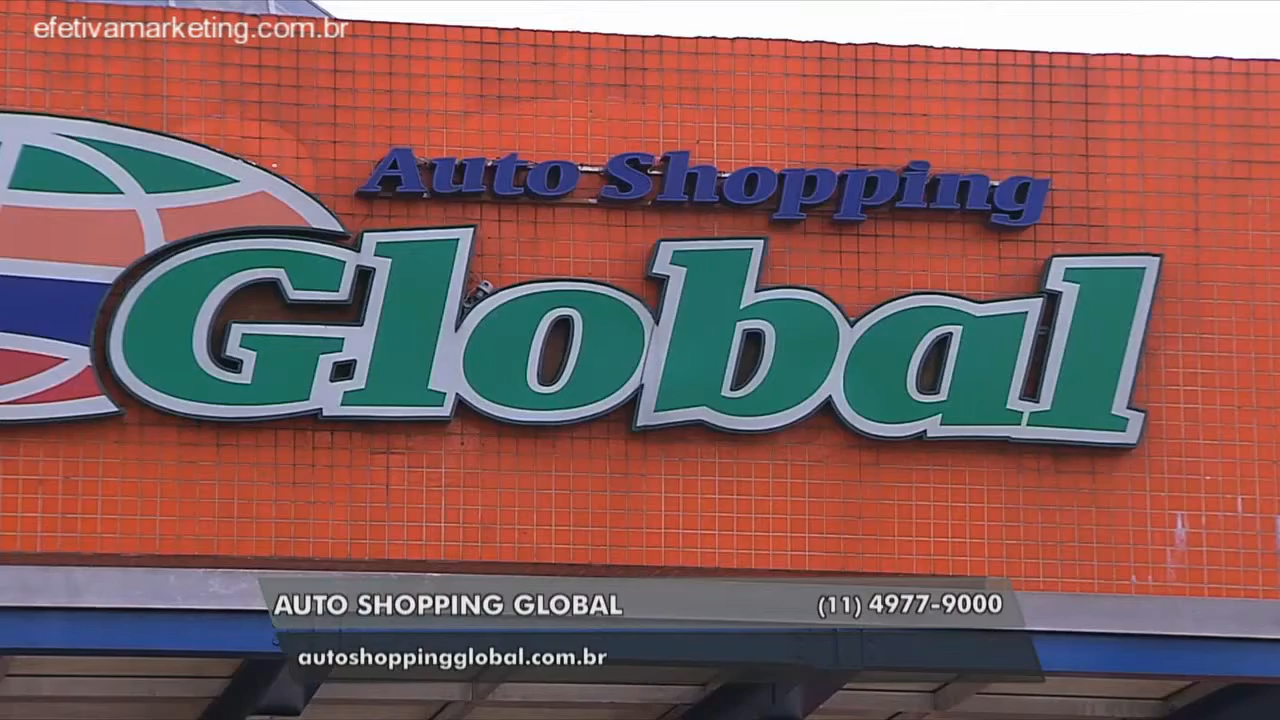 efetivamarketing.com.br
Auto Shopping
Global
AUTO SHOPPING GLOBAL (11) 4977-9000
autoshoppingglobal.com.br